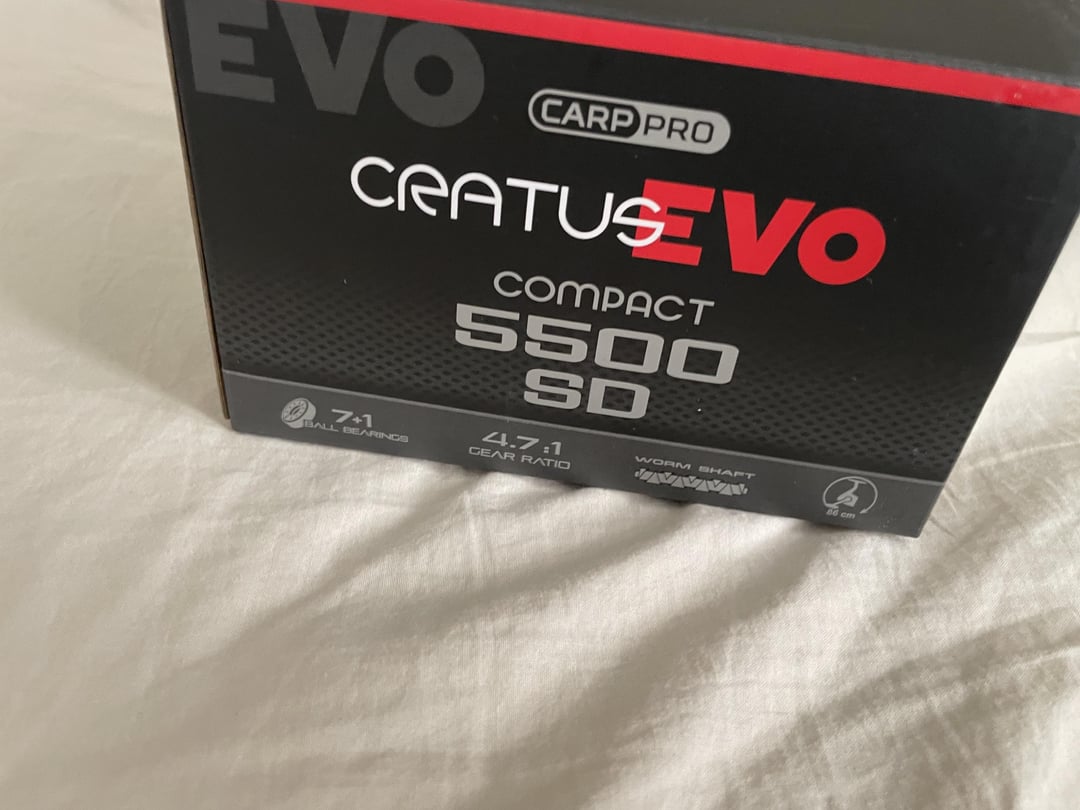 EVO
CARP PRO
CRATUS EVO
COMPACT
5500
SD
7+1
BALL BEARINGS
4.7:1
GEAR RATIO
WORM SHAFT
86 cm